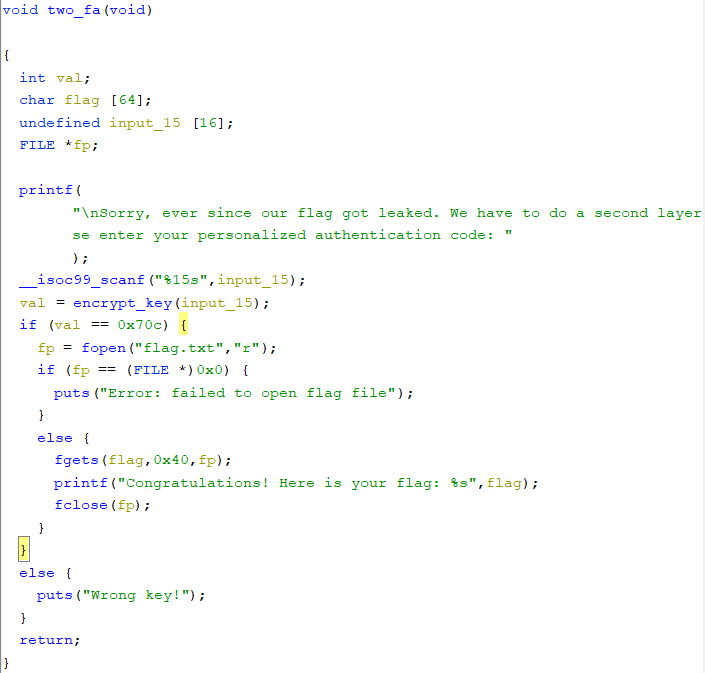 void two_fa(void)
{
int val;
char flag [64];
undefined input_15 [16];
FILE *fp;
printf(
"\nSorry, ever since our flag got leaked. We have to do a second layer
se enter your personalized authentication code: "
);
__isoc99_scanf("%15s",input_15);
val = encrypt_key(input_15);
if (val == 0x70c) {
fp = fopen("flag.txt","r");
if (fp == (FILE *)0x0) {
puts("Error: failed to open flag file");
}
else {
fgets(flag,0x40,fp);
printf("Congratulations! Here is your flag: %s",flag);
fclose(fp);
}
}
else {
puts("Wrong key!");
}
return;
}